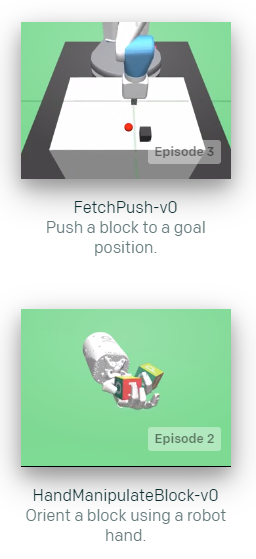 Episode 3
FetchPush-v0
Push a block to a goal
position.
Episode 2
HandManipulateBlock-v0
Orient a block using a robot
hand.